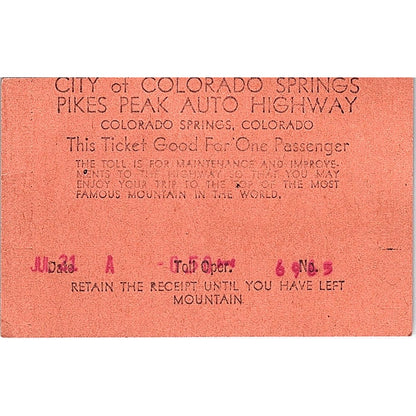 CITY of COLORADO SPRINGS
PIKES PEAK AUTO HIGHWAY
COLORADO SPRINGS, COLORADO
This Ticket Good For One Passenger
THE TOLL IS FOR MAINTENANCE AND IMPROVE-
MENTS TO THE HIGHWAY SO THAT YOU MAY
ENJOY YOUR TRIP TO THE TOP OF THE MOST
FAMOUS MOUNTAIN IN THE WORLD.
JUL 31 A
Date Toll Oper. No.
RETAIN THE RECEIPT UNTIL YOU HAVE LEFT
MOUNTAIN.